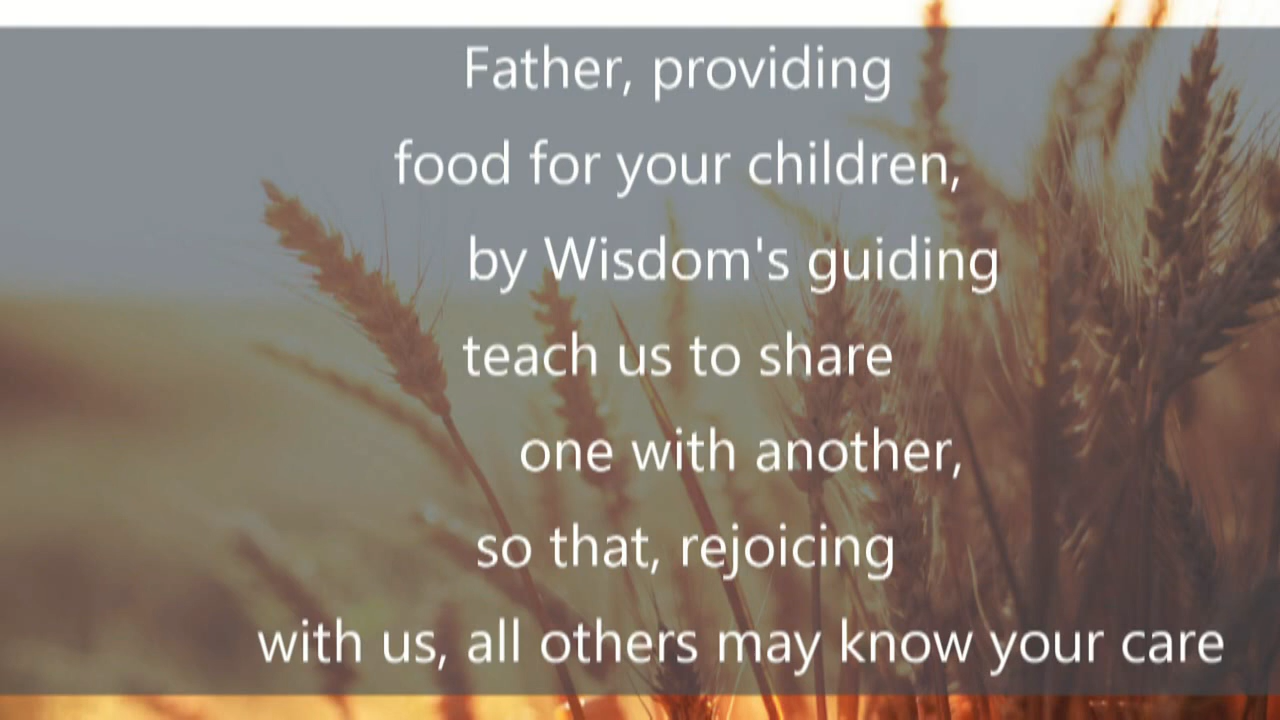 Father, providing
food for your children,
by Wisdom's guiding
teach us to share
one with another,
so that, rejoicing
with us, all others may know your care